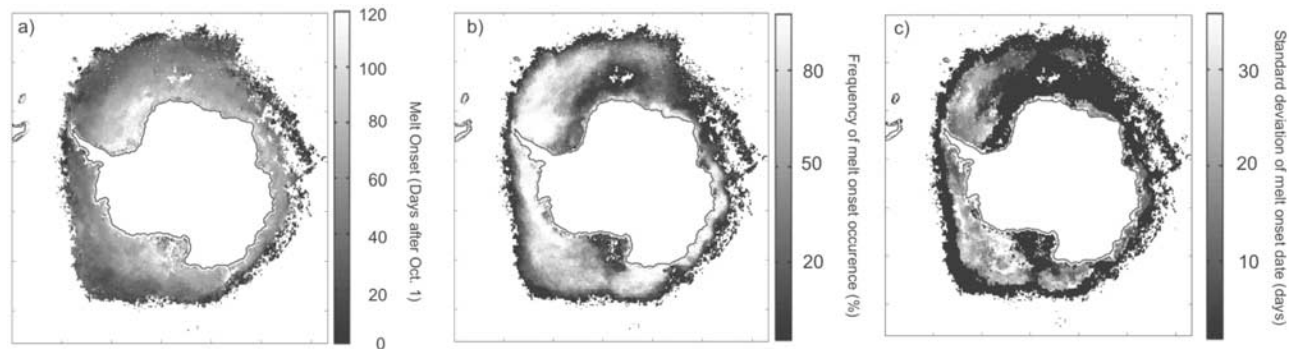 a)
120
100
80
60
40
20
0
Melt Onset (Days after Oct. 1)
b)
80
50
20
Frequency of melt onset occurence (%)
c)
30
20
10
Standard deviation of melt onset date (days)